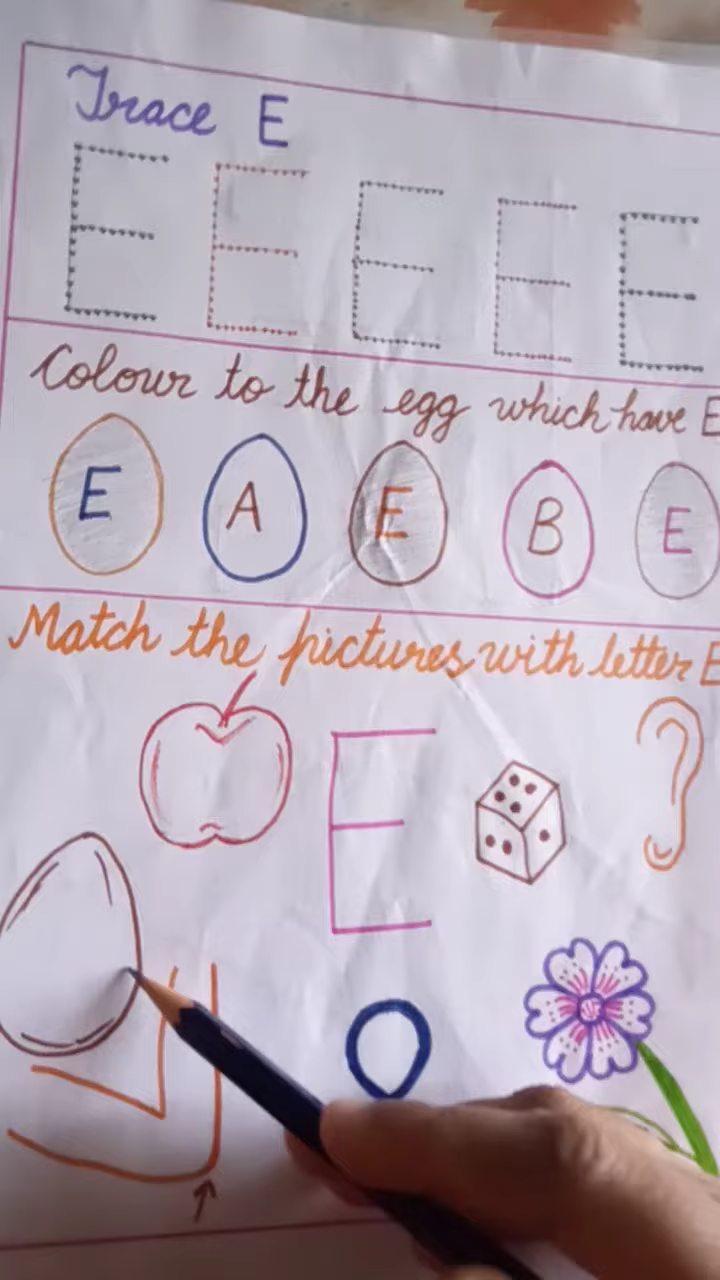 Trace E
E E E E E
Colour to the egg which have E
E A E B E
Match the pictures with letter E
E